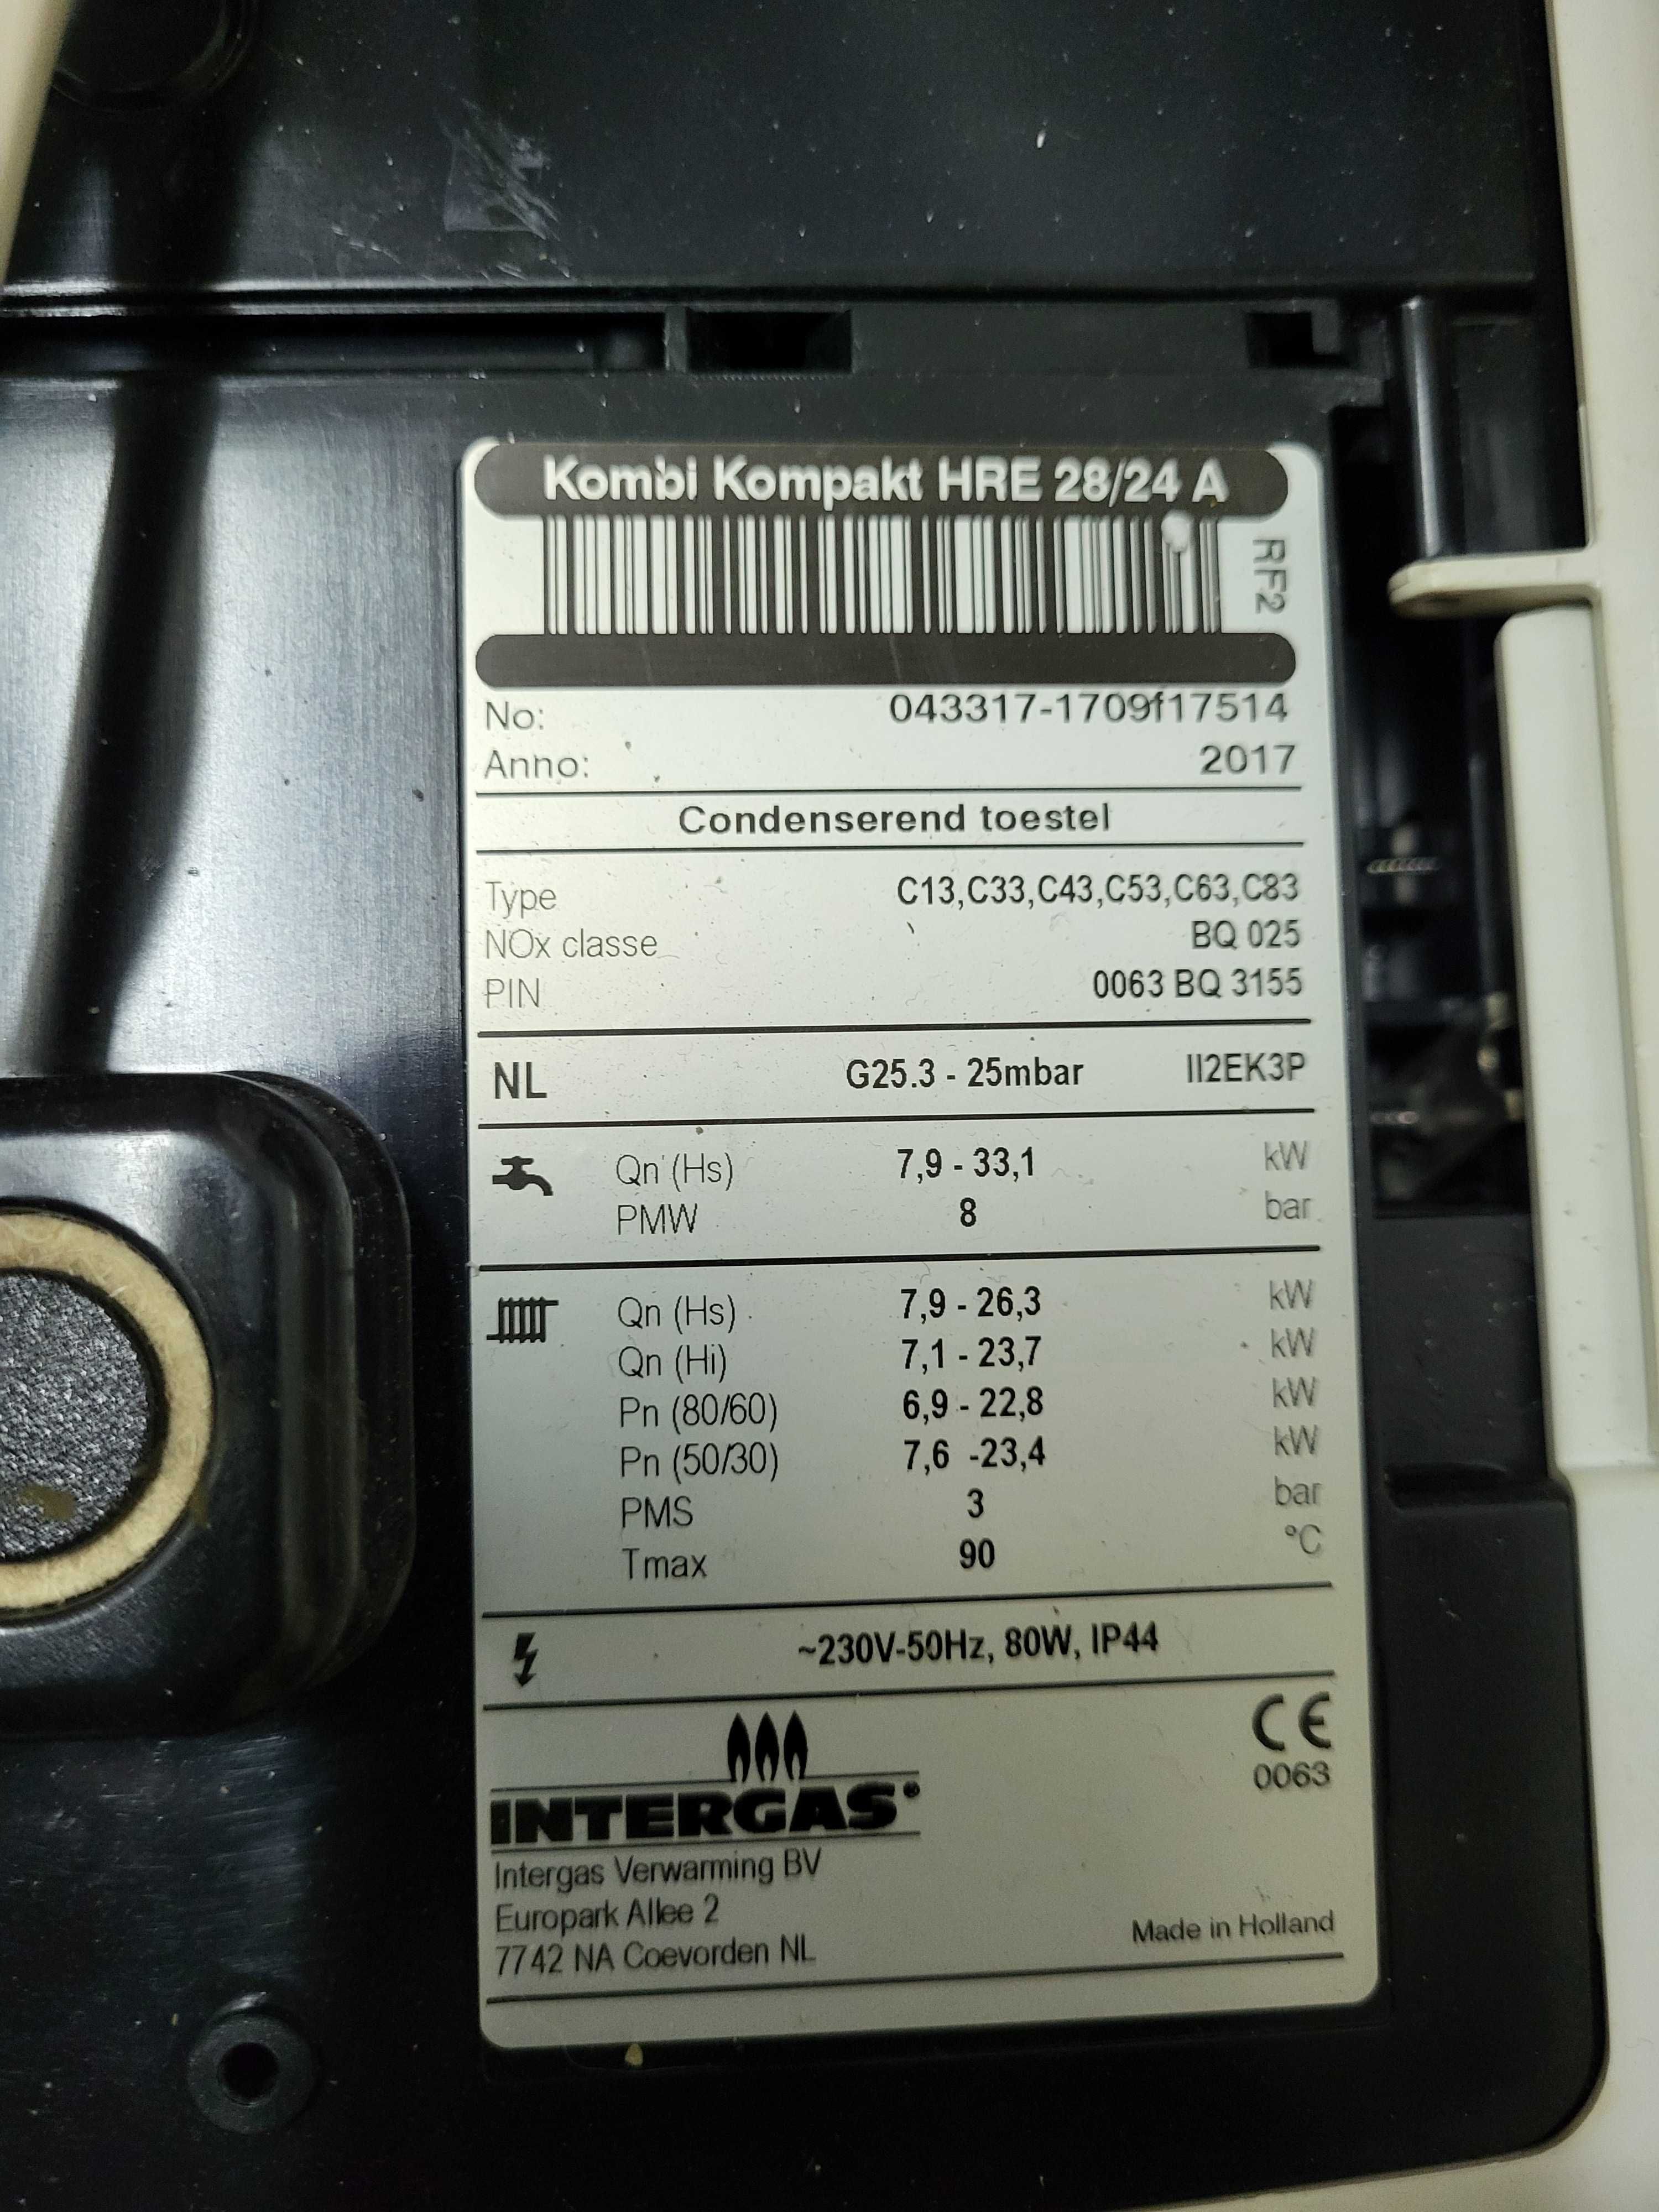 Kombi Kompakt HRE 28/24 A
RF2
No: 043317-1709f17514
Anno: 2017
Condenserend toestel
Type C13,C33,C43,C53,C63,C83
NOx classe BQ 025
PIN 0063 BQ 3155
NL G25.3 - 25mbar II2EK3P
Qn (Hs) 7,9 - 33,1 kW
PMW 8 bar
Qn (Hs) 7,9 - 26,3 kW
Qn (Hi) 7,1 - 23,7 kW
Pn (80/60) 6,9 - 22,8 kW
Pn (50/30) 7,6 -23,4 kW
PMS 3 bar
Tmax 90 °C
~230V-50Hz, 80W, IP44
CE
0063
INTERGAS®
Intergas Verwarming BV
Europark Allee 2
7742 NA Coevorden NL
Made in Holland